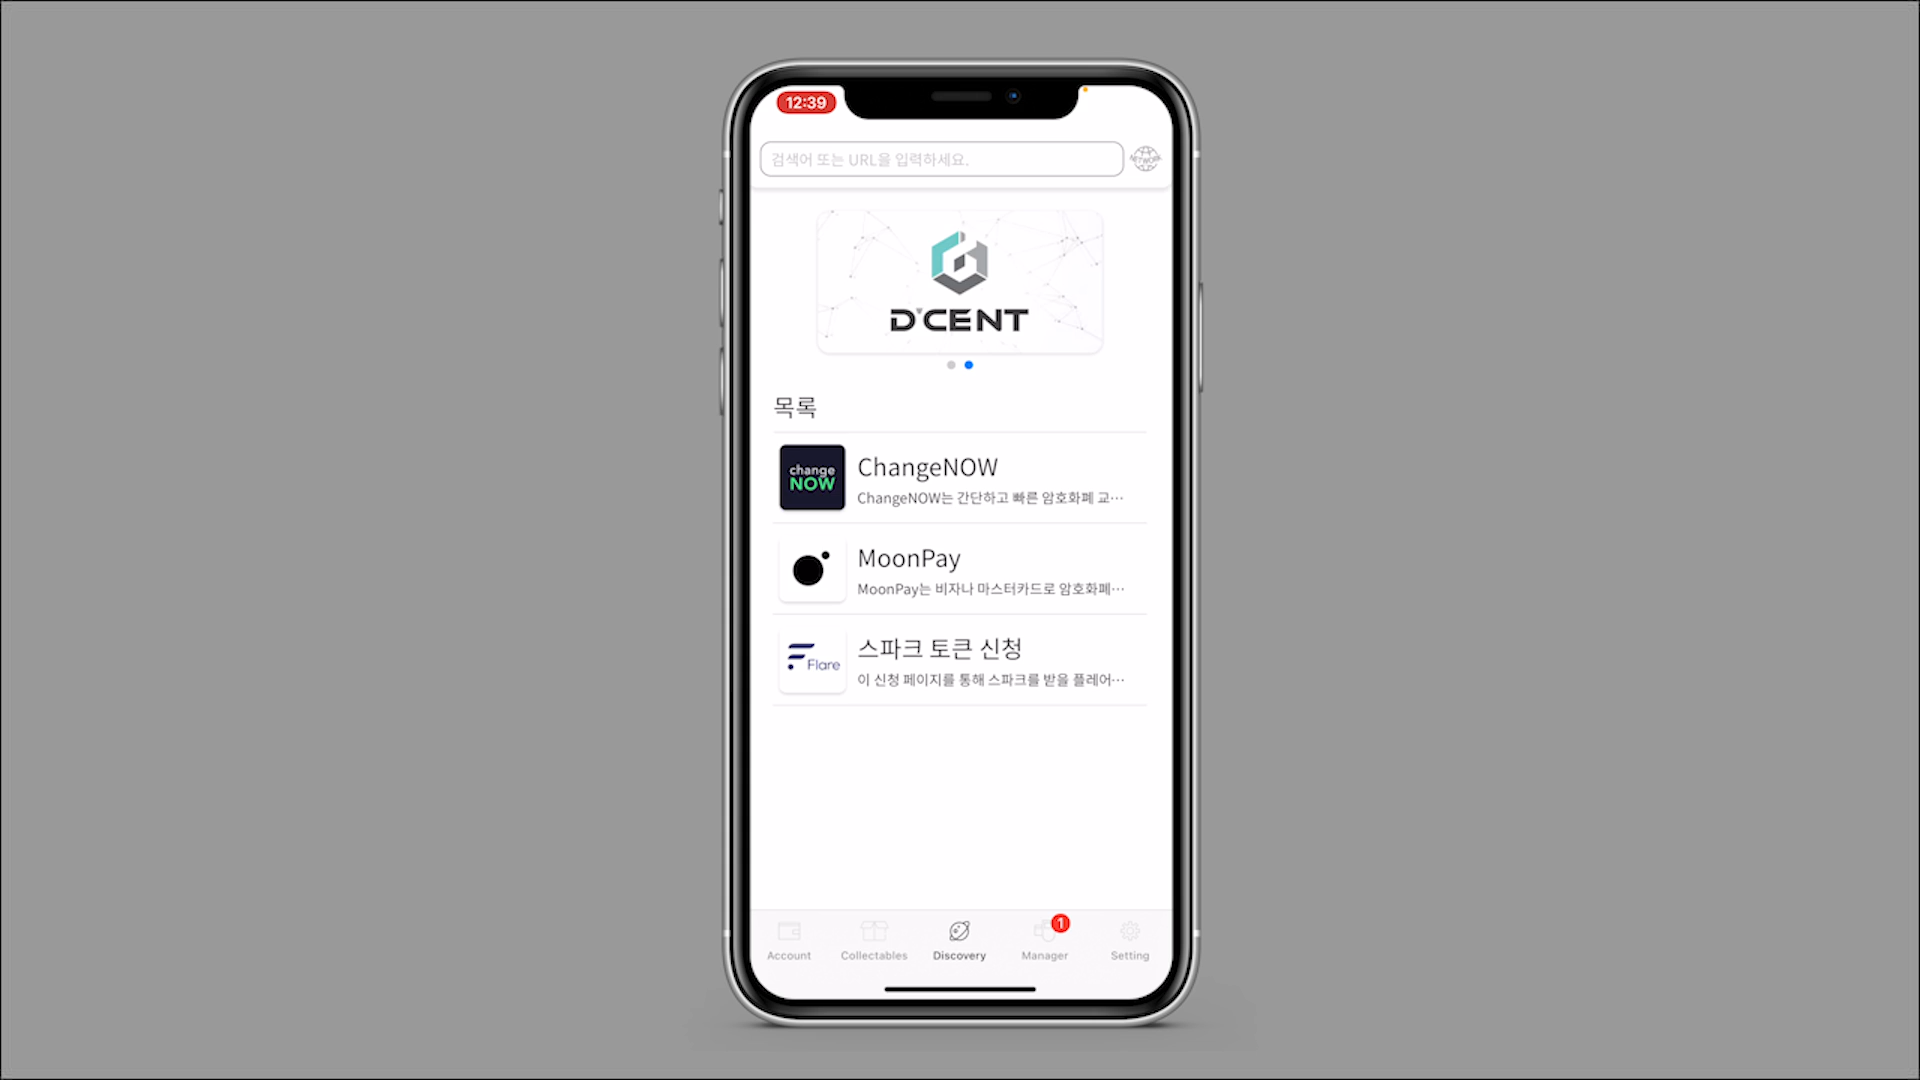 12:39
검색어 또는 URL을 입력하세요.
NETWORK
D'CENT
목록
change
NOW
ChangeNOW
ChangeNOW는 간단하고 빠른 암호화폐 교…
MoonPay
MoonPay는 비자나 마스터카드로 암호화폐…
Flare
스파크 토큰 신청
이 신청 페이지를 통해 스파크를 받을 플레어…
1
Account Collectables Discovery Manager Setting